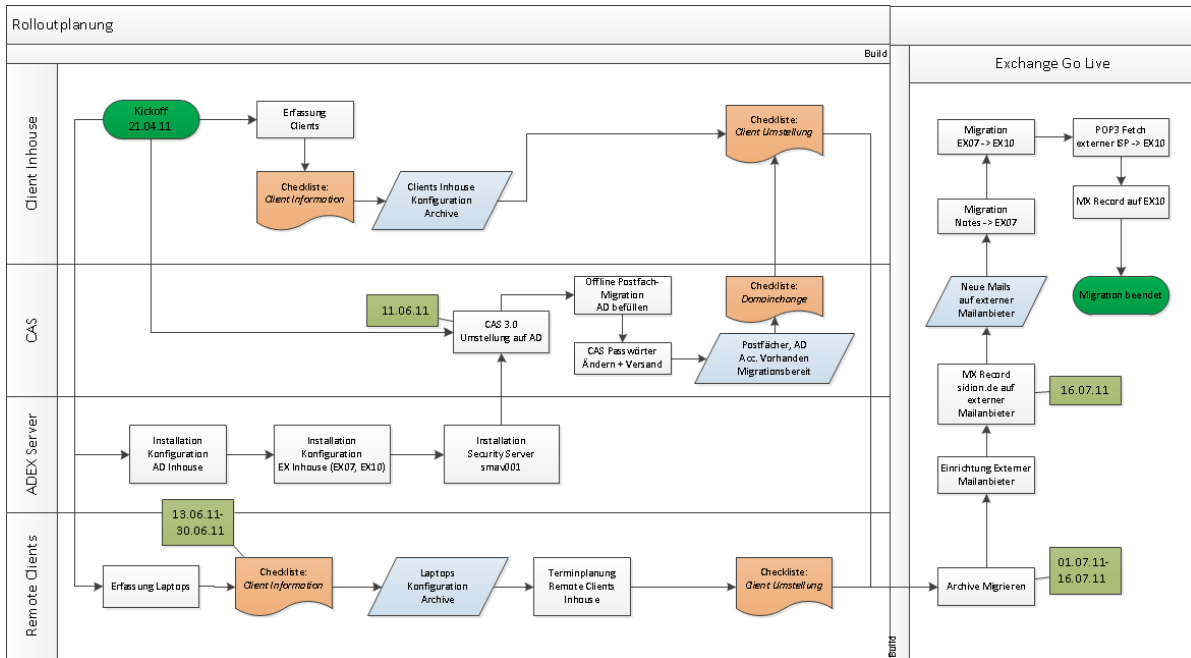 Rolloutplanung
Build
Exchange Go Live
Client Inhouse
Kickoff
21.04.11
Erfassung
Clients
Checkliste:
Client Information
Clients Inhouse
Konfiguration
Archive
Checkliste:
Client Umstellung
CAS
11.06.11
CAS 3.0
Umstellung auf AD
Offline Postfach-
Migration
AD befüllen
CAS Passwörter
Ändern + Versand
Checkliste:
Domainchange
Postfächer, AD
Acc. Vorhanden
Migrationsbereit
ADEX Server
Installation
Konfiguration
AD Inhouse
Installation
Konfiguration
EX Inhouse (EX07, EX10)
Installation
Security Server
smav001
Remote Clients
13.06.11-
30.06.11
Erfassung Laptops
Checkliste:
Client Information
Laptops
Konfiguration
Archive
Terminplanung
Remote Clients
Inhouse
Checkliste:
Client Umstellung
Build
Migration
EX07 -> EX10
POP3 Fetch
externer ISP -> EX10
Migration
Notes -> EX07
MX Record auf EX10
Neue Mails
auf externer
Mailanbieter
Migration beendet
MX Record
sidion.de auf
externer
Mailanbieter
16.07.11
Einrichtung Externer
Mailanbieter
Archive Migrieren
01.07.11-
16.07.11